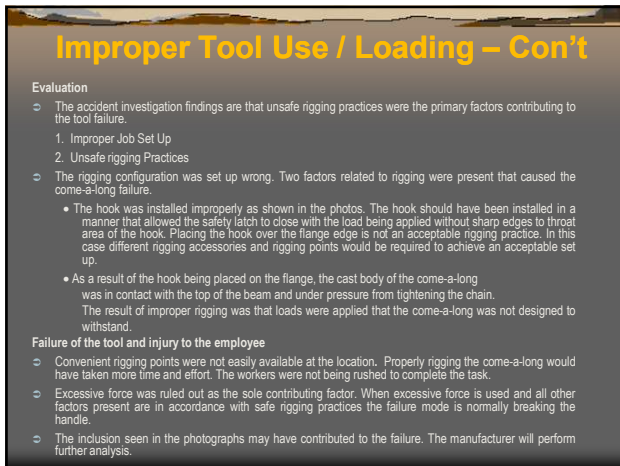 Improper Tool Use / Loading – Con't
Evaluation
The accident investigation findings are that unsafe rigging practices were the primary factors contributing to
the tool failure.
1. Improper Job Set Up
2. Unsafe rigging Practices
The rigging configuration was set up wrong. Two factors related to rigging were present that caused the
come-a-long failure.
• The hook was installed improperly as shown in the photos. The hook should have been installed in a
manner that allowed the safety latch to close with the load being applied without sharp edges to throat
area of the hook. Placing the hook over the flange edge is not an acceptable rigging practice. In this
case different rigging accessories and rigging points would be required to achieve an acceptable set
up.
• As a result of the hook being placed on the flange, the cast body of the come-a-long
was in contact with the top of the beam and under pressure from tightening the chain.
The result of improper rigging was that loads were applied that the come-a-long was not designed to
withstand.
Failure of the tool and injury to the employee
Convenient rigging points were not easily available at the location. Properly rigging the come-a-long would
have taken more time and effort. The workers were not being rushed to complete the task.
Excessive force was ruled out as the sole contributing factor. When excessive force is used and all other
factors present are in accordance with safe rigging practices the failure mode is normally breaking the
handle.
The inclusion seen in the photographs may have contributed to the failure. The manufacturer will perform
further analysis.